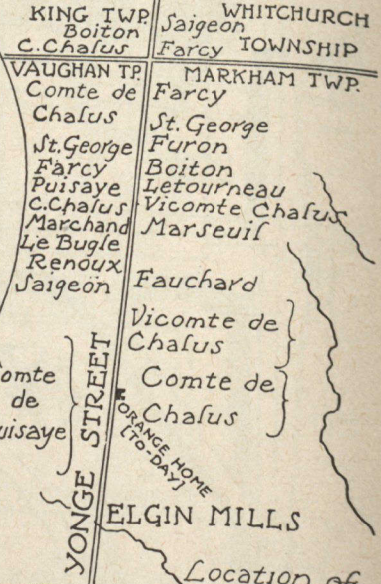 KING TWP.
Boiton
C. Chalus
WHITCHURCH
Saigeon
Farcy TOWNSHIP
VAUGHAN TP.
Comte de
Chalus
St. George
Farcy
Puisaye
C. Chalus
Marchand
Le Bugle
Renoux
Saigeon
MARKHAM TWP.
Farcy
St. George
Furon
Boiton
Letourneau
Vicomte Chalus
Marseuil
Fauchard
Vicomte de
Chalus
Comte de
Chalus
omte
de
uisaye
YONGE STREET
ORANGE HOME
[TO-DAY]
ELGIN MILLS
Location of